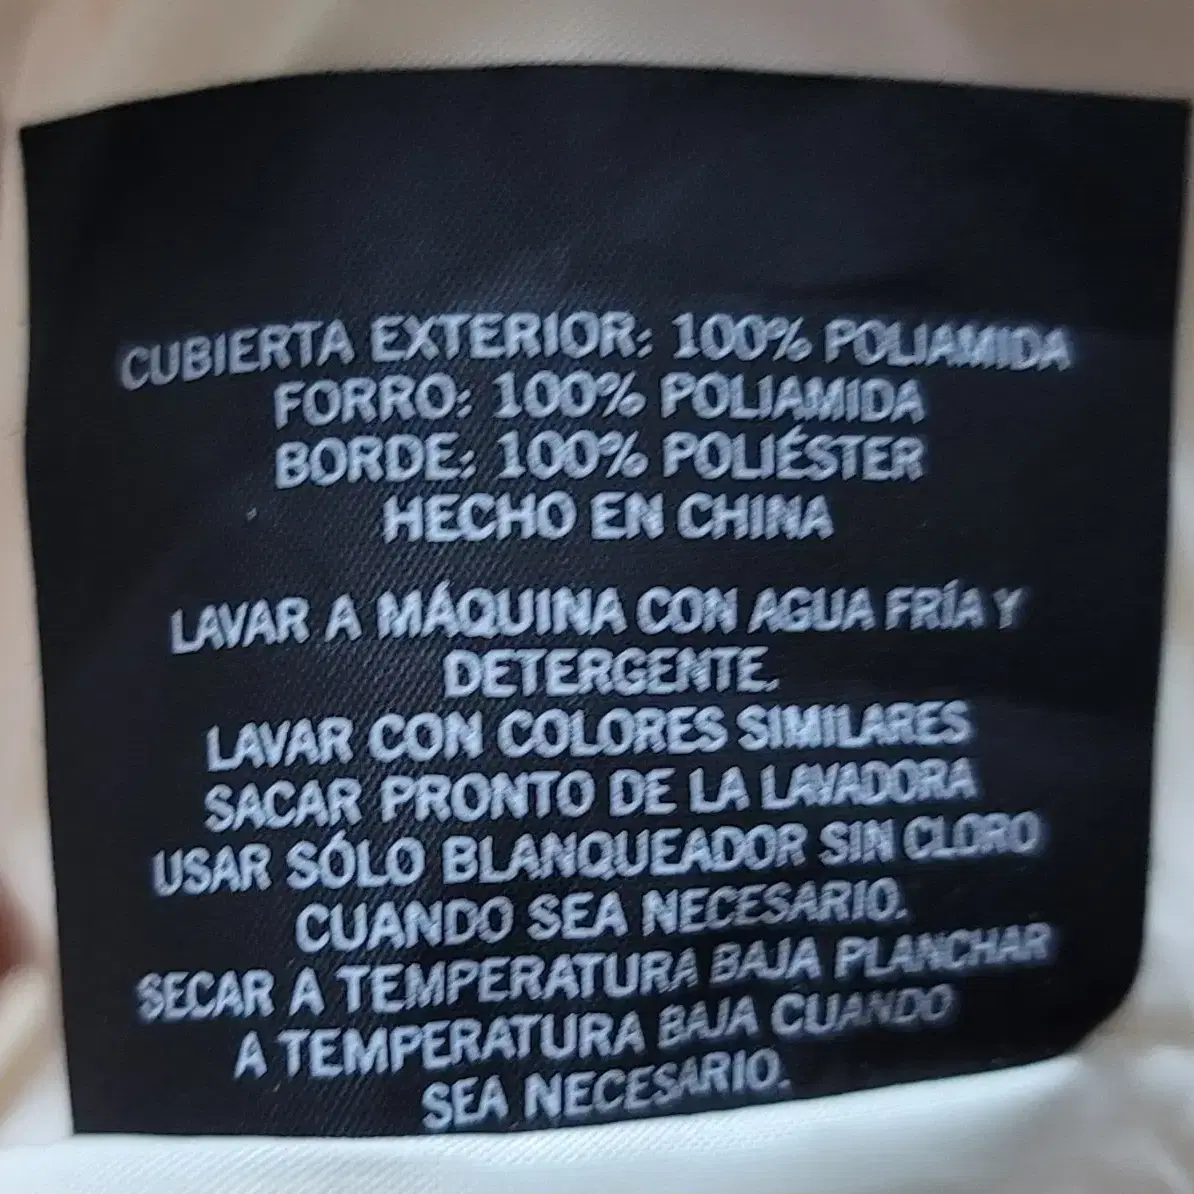 CUBIERTA EXTERIOR: 100% POLIAMIDA
FORRO: 100% POLIAMIDA
BORDE: 100% POLIÉSTER
HECHO EN CHINA
LAVAR A MÁQUINA CON AGUA FRÍA Y
DETERGENTE.
LAVAR CON COLORES SIMILARES
SACAR PRONTO DE LA LAVADORA
USAR SÓLO BLANQUEADOR SIN CLORO
CUANDO SEA NECESARIO.
SECAR A TEMPERATURA BAJA PLANCHAR
A TEMPERATURA BAJA CUANDO
SEA NECESARIO.